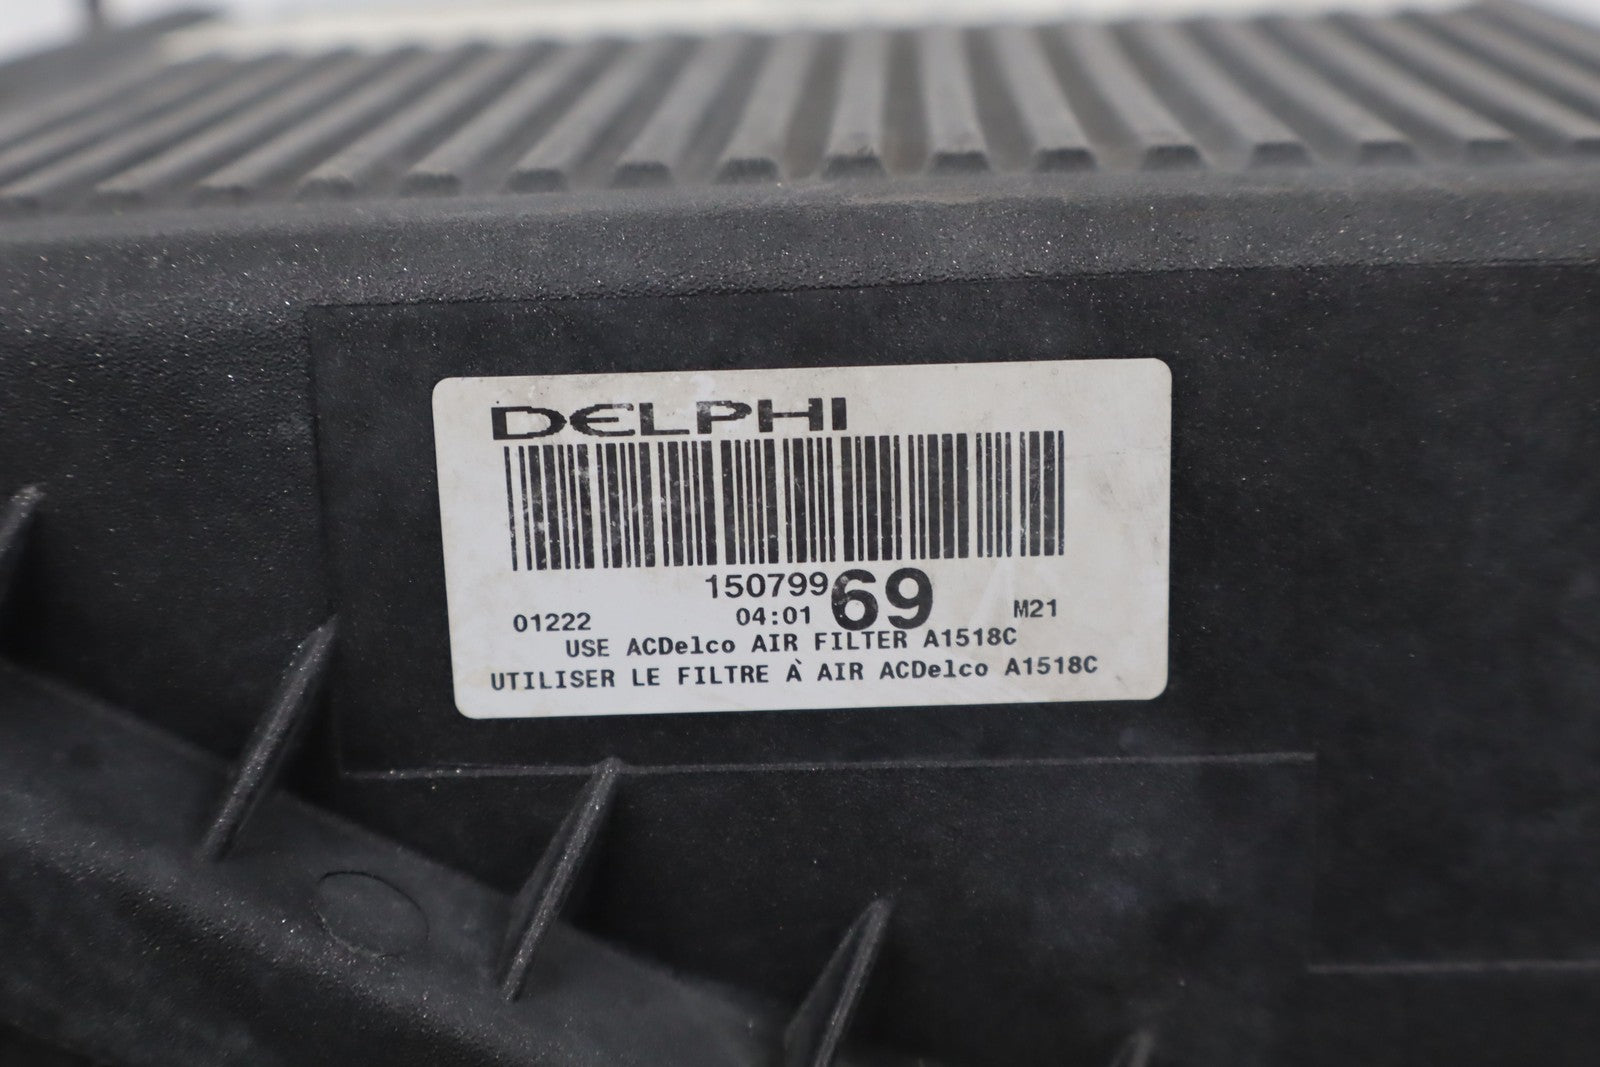 DELPHI
15079969
01222 04:01 M21
USE ACDelco AIR FILTER A1518C
UTILISER LE FILTRE À AIR ACDelco A1518C